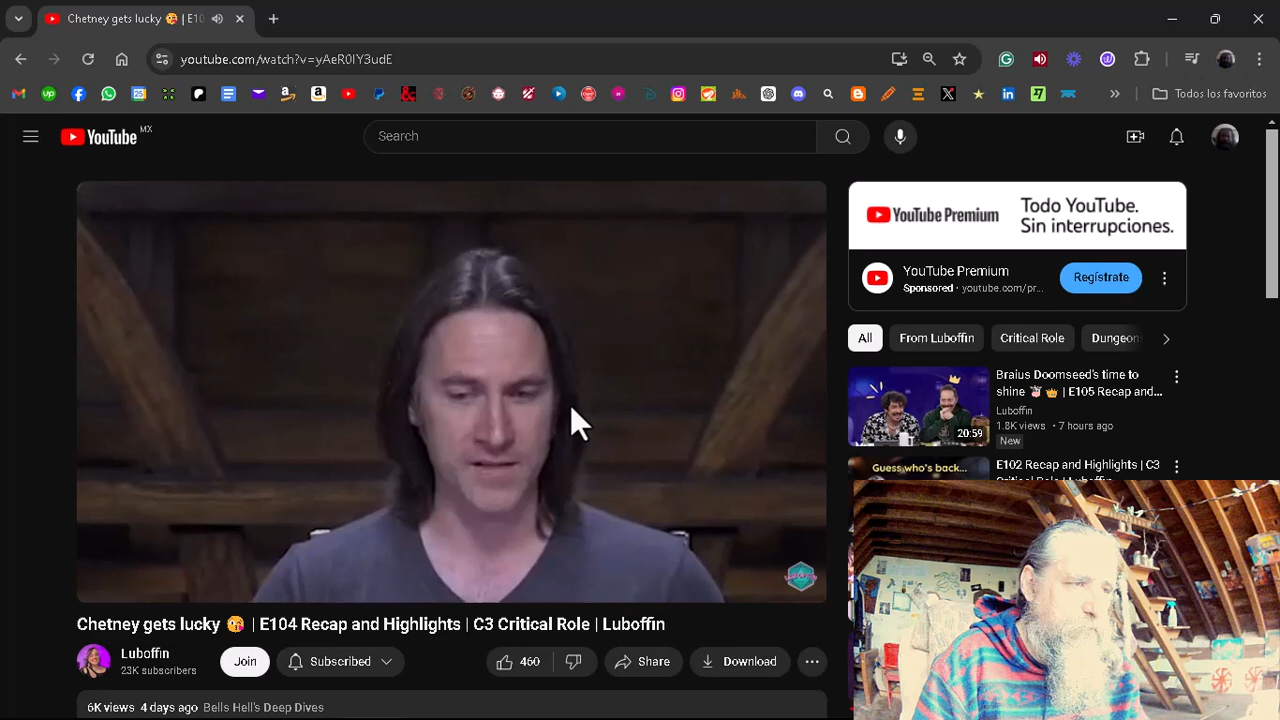 Chetney gets lucky 😘 | E10
youtube.com/watch?v=yAeR0IY3udE
Todos los favoritos
YouTube MX
Search
YouTube Premium
Todo YouTube.
Sin interrupciones.
YouTube Premium
Sponsored · youtube.com/pr...
Regístrate
All
From Luboffin
Critical Role
Dungeon
Braius Doomseed's time to
shine 🐮 👑 | E105 Recap and...
Luboffin
1.8K views • 7 hours ago
New
20:59
Guess who's back...
E102 Recap and Highlights | C3
Chetney gets lucky 😘 | E104 Recap and Highlights | C3 Critical Role | Luboffin
Luboffin
23K subscribers
Join
Subscribed
460
Share
Download
6K views 4 days ago Bells Hell's Deep Dives